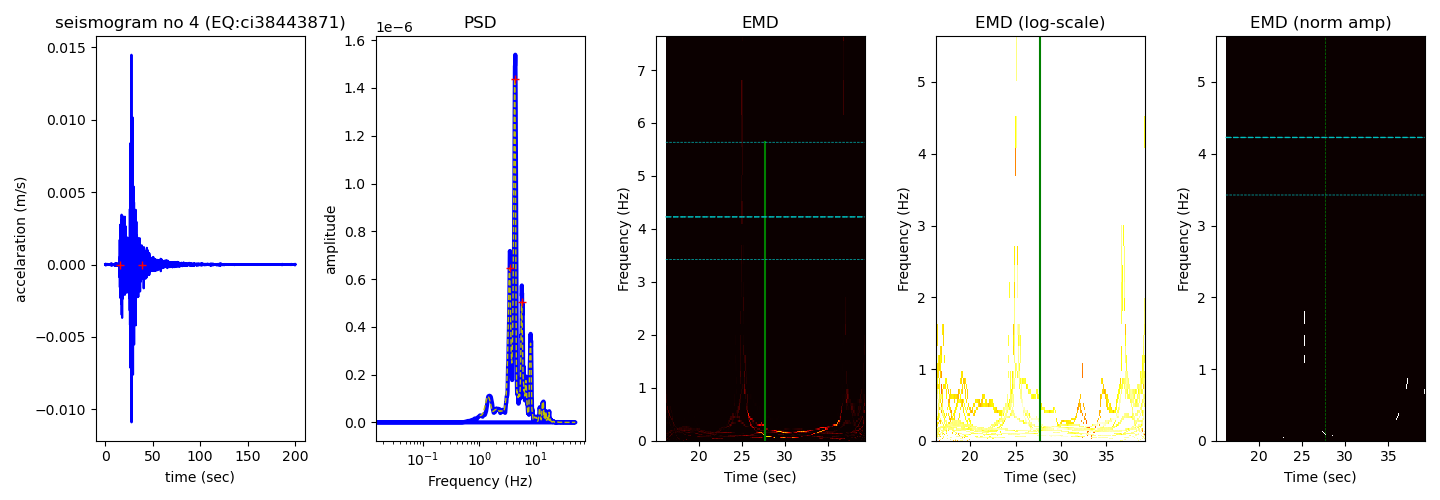 seismogram no 4 (EQ:ci38443871)
accelaration (m/s)
0.015
0.010
0.005
0.000
−0.005
−0.010
0 50 100 150 200
time (sec)
PSD
1e−6
amplitude
1.6
1.4
1.2
1.0
0.8
0.6
0.4
0.2
0.0
10⁻¹ 10⁰ 10¹
Frequency (Hz)
EMD
Frequency (Hz)
7
6
5
4
3
2
1
0
20 25 30 35
Time (sec)
EMD (log-scale)
Frequency (Hz)
5
4
3
2
1
0
20 25 30 35
Time (sec)
EMD (norm amp)
Frequency (Hz)
5
4
3
2
1
0
20 25 30 35
Time (sec)